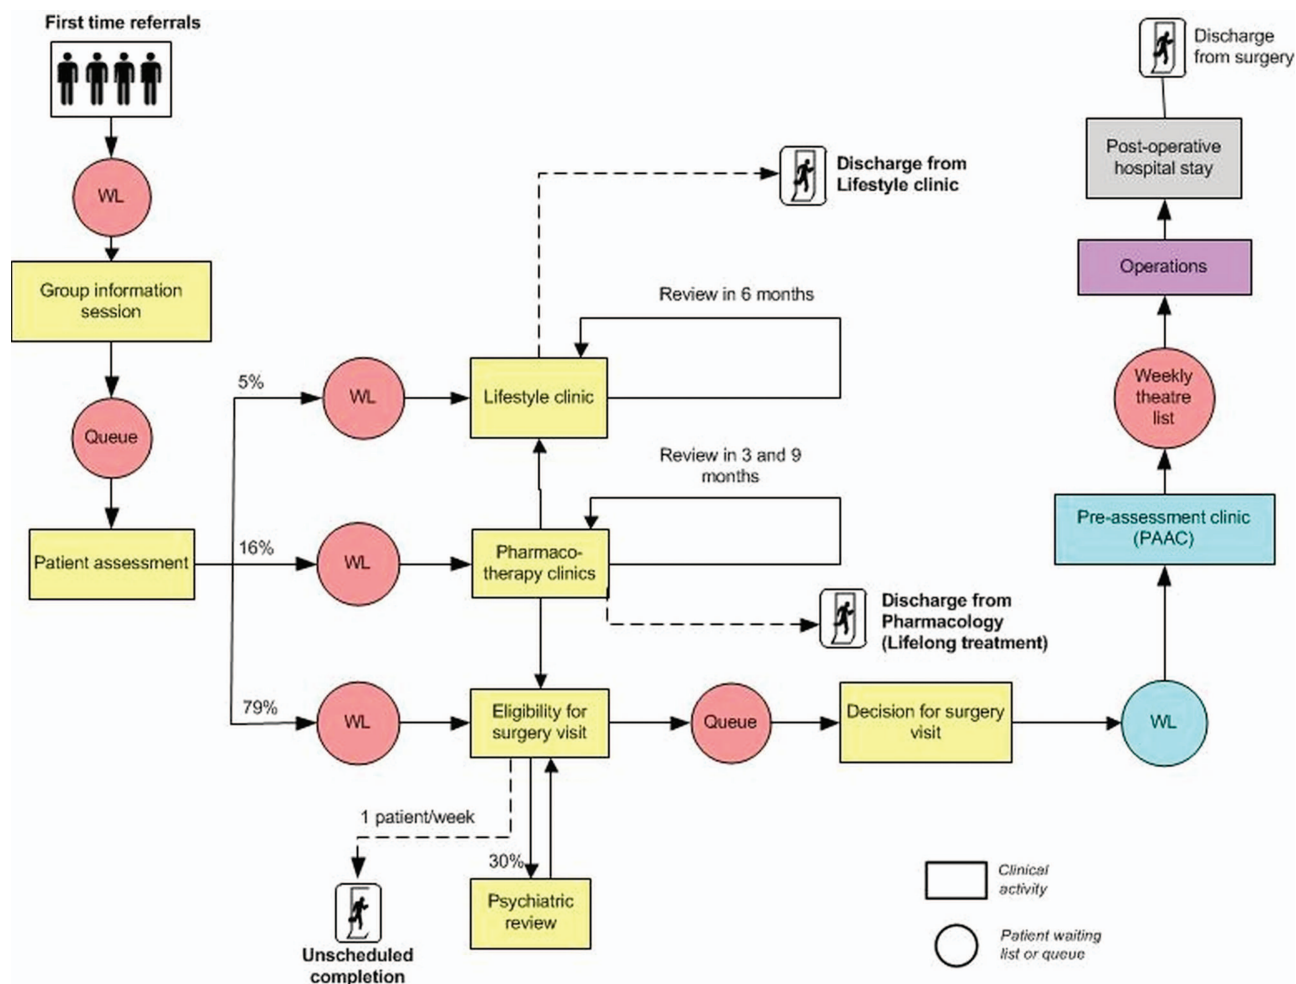 First time referrals
WL
Group information
session
Queue
Patient assessment
5%
16%
79%
WL
WL
WL
Lifestyle clinic
Review in 6 months
Discharge from
Lifestyle clinic
Pharmaco-
therapy clinics
Review in 3 and 9
months
Discharge from
Pharmacology
(Lifelong treatment)
Eligibility for
surgery visit
1 patient/week
Unscheduled
completion
30%
Psychiatric
review
Queue
Decision for surgery
visit
WL
Pre-assessment clinic
(PAAC)
Weekly
theatre
list
Operations
Post-operative
hospital stay
Discharge
from surgery
Clinical
activity
Patient waiting
list or queue